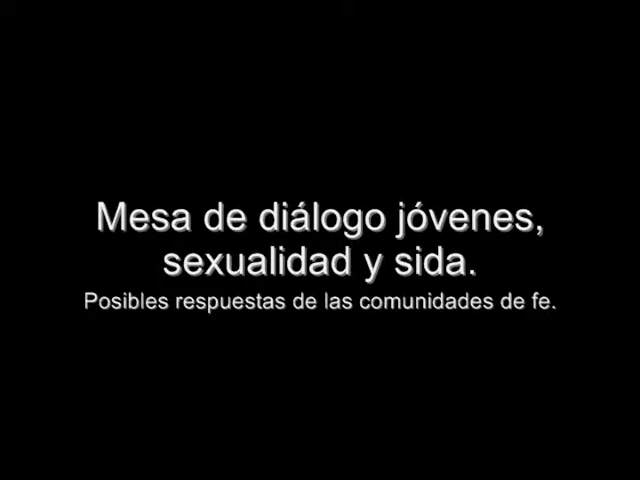 Mesa de diálogo jóvenes,
sexualidad y sida.
Posibles respuestas de las comunidades de fe.